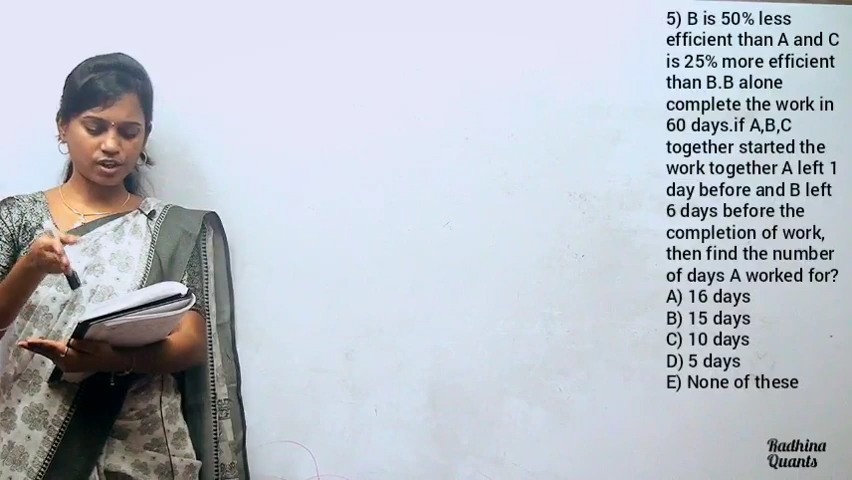 5) B is 50% less
efficient than A and C
is 25% more efficient
than B.B alone
complete the work in
60 days.if A,B,C
together started the
work together A left 1
day before and B left
6 days before the
completion of work,
then find the number
of days A worked for?
A) 16 days
B) 15 days
C) 10 days
D) 5 days
E) None of these
Radhina
Quants